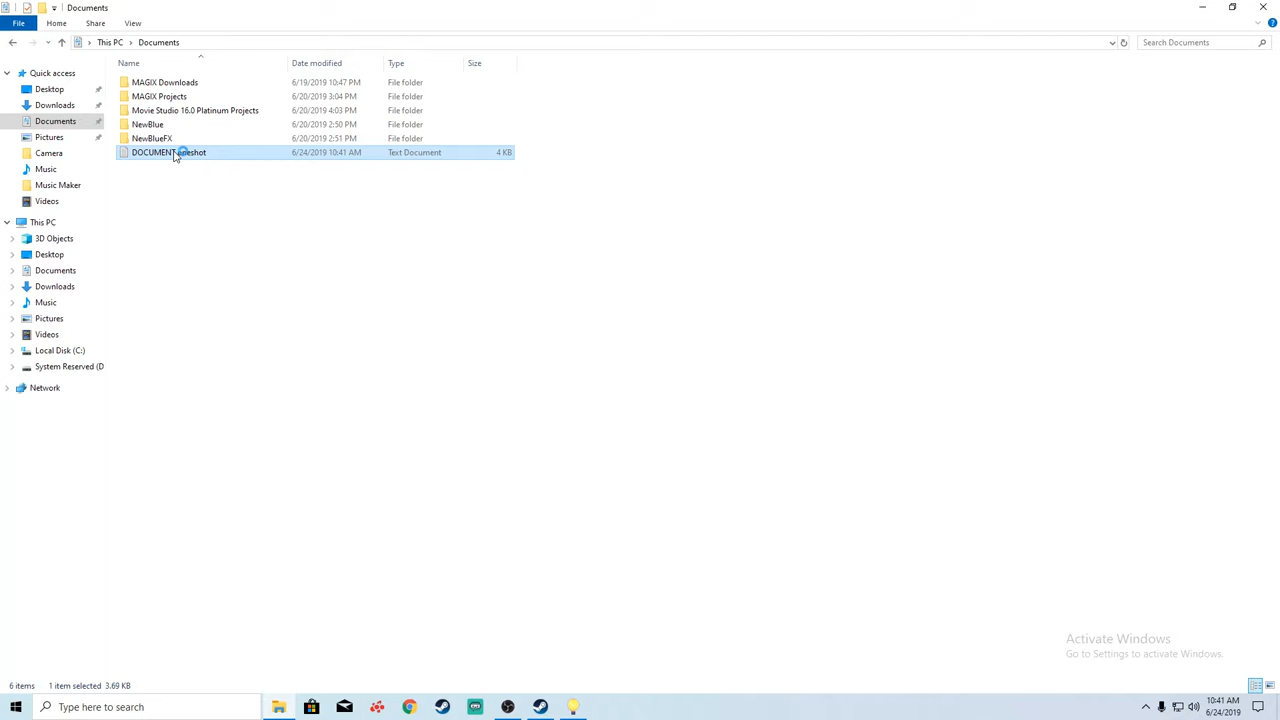 Documents
File Home Share View
This PC Documents Search Documents
Name Date modified Type Size
Quick access
Desktop
Downloads
Documents
Pictures
Camera
Music
Music Maker
Videos
This PC
3D Objects
Desktop
Documents
Downloads
Music
Pictures
Videos
Local Disk (C:)
System Reserved (D
Network
MAGIX Downloads 6/19/2019 10:47 PM File folder
MAGIX Projects 6/20/2019 3:04 PM File folder
Movie Studio 16.0 Platinum Projects 6/20/2019 4:03 PM File folder
NewBlue 6/20/2019 2:50 PM File folder
NewBlueFX 6/20/2019 2:51 PM File folder
DOCUMENT 6/24/2019 10:41 AM Text Document 4 KB
Activate Windows
Go to Settings to activate Windows.
6 items 1 item selected 3.69 KB
Type here to search
10:41 AM
6/24/2019